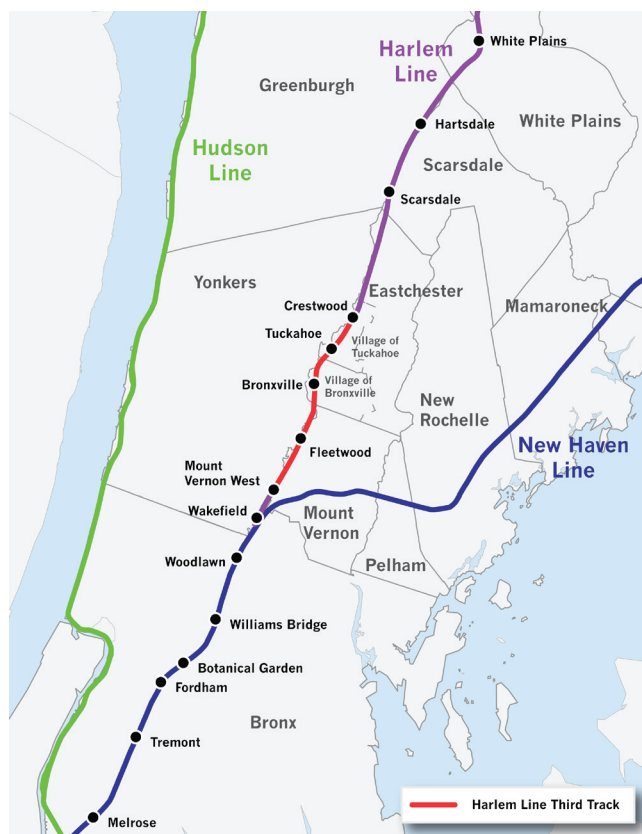 Harlem
Line
White Plains
Greenburgh
Hartsdale
White Plains
Hudson
Line
Scarsdale
Scarsdale
Yonkers
Eastchester
Crestwood
Mamaroneck
Tuckahoe
Village of
Tuckahoe
Bronxville
Village of
Bronxville
New
Rochelle
Fleetwood
New Haven
Line
Mount
Vernon West
Wakefield
Mount
Vernon
Woodlawn
Pelham
Williams Bridge
Botanical Garden
Fordham
Bronx
Tremont
Harlem Line Third Track
Melrose